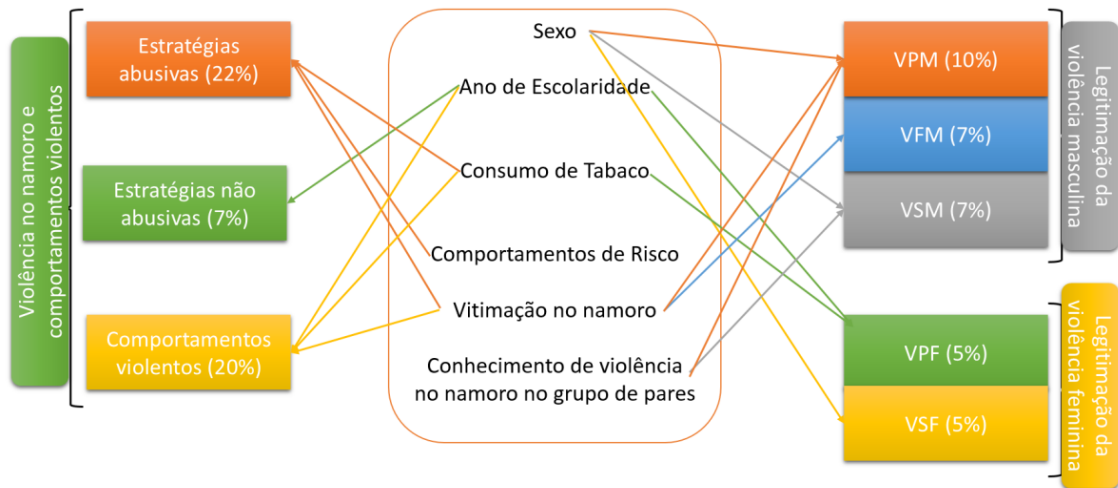 Violência no namoro e
comportamentos violentos
Estratégias
abusivas (22%)
Estratégias não
abusivas (7%)
Comportamentos
violentos (20%)
Sexo
Ano de Escolaridade
Consumo de Tabaco
Comportamentos de Risco
Vitimação no namoro
Conhecimento de violência
no namoro no grupo de pares
VPM (10%)
VFM (7%)
VSM (7%)
VPF (5%)
VSF (5%)
Legitimação da
violência masculina
Legitimação da
violência feminina